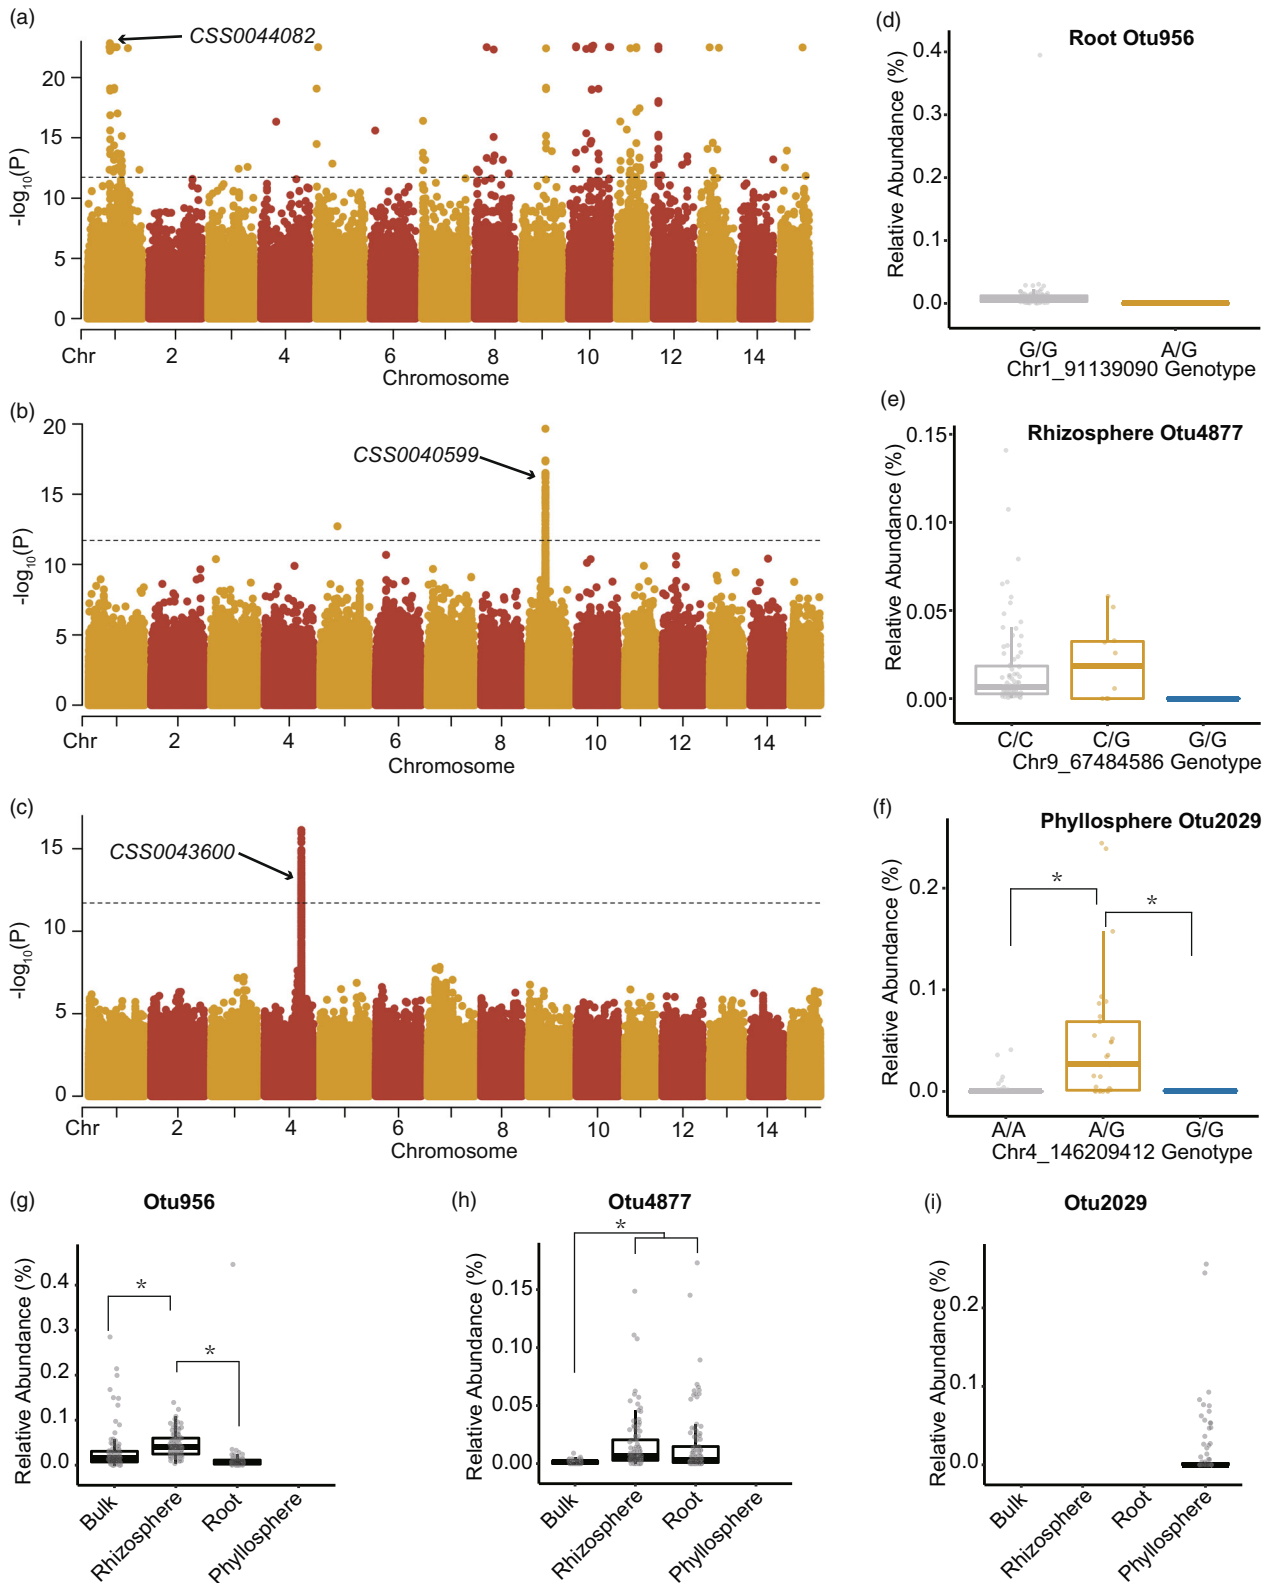 (a)
CSS0044082
-log10(P)
20
15
10
5
0
Chr 2 4 6 8 10 12 14
Chromosome
(b)
CSS0040599
-log10(P)
20
15
10
5
0
Chr 2 4 6 8 10 12 14
Chromosome
(c)
CSS0043600
-log10(P)
15
10
5
0
Chr 2 4 6 8 10 12 14
Chromosome
(d)
Root Otu956
Relative Abundance (%)
0.4
0.3
0.2
0.1
0.0
G/G A/G
Chr1_91139090 Genotype
(e)
Rhizosphere Otu4877
Relative Abundance (%)
0.15
0.10
0.05
0.00
C/C C/G G/G
Chr9_67484586 Genotype
(f)
Phyllosphere Otu2029
Relative Abundance (%)
0.2
0.1
0.0
* *
A/A A/G G/G
Chr4_146209412 Genotype
(g)
Otu956
Relative Abundance (%)
0.4
0.3
0.2
0.1
0.0
* *
Bulk Rhizosphere Root Phyllosphere
(h)
Otu4877
Relative Abundance (%)
0.15
0.10
0.05
0.00
*
Bulk Rhizosphere Root Phyllosphere
(i)
Otu2029
Relative Abundance (%)
0.2
0.1
0.0
Bulk Rhizosphere Root Phyllosphere